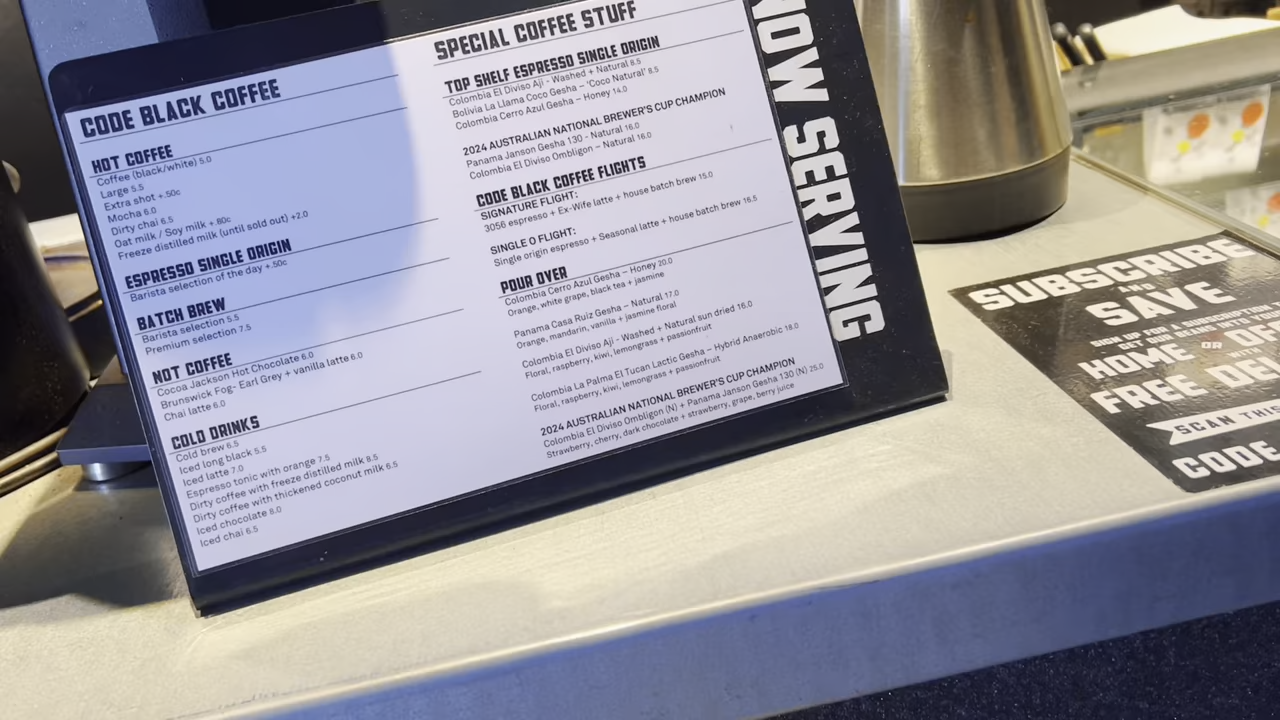 CODE BLACK COFFEE
HOT COFFEE
Coffee (black/white) 5.0
Large 5.5
Extra shot +.50c
Mocha 6.0
Dirty chai 6.5
Oat milk / Soy milk +.80c
Freeze distilled milk (until sold out) +2.0
ESPRESSO SINGLE ORIGIN
Barista selection of the day +.50c
BATCH BREW
Barista selection 5.5
Premium selection 7.5
NOT COFFEE
Cocoa Jackson Hot Chocolate 6.0
Brunswick Fog- Earl Grey + vanilla latte 6.0
Chai latte 6.0
COLD DRINKS
Cold brew 6.5
Iced long black 5.5
Iced latte 7.0
Espresso tonic with orange 7.5
Dirty coffee with freeze distilled milk 8.5
Dirty coffee with thickened coconut milk 6.5
Iced chocolate 8.0
Iced chai 6.5
SPECIAL COFFEE STUFF
TOP SHELF ESPRESSO SINGLE ORIGIN
Colombia El Diviso Aji - Washed + Natural 8.5
Bolivia La Llama Coco Gesha – 'Coco Natural' 8.5
Colombia Cerro Azul Gesha – Honey 14.0
2024 AUSTRALIAN NATIONAL BREWER'S CUP CHAMPION
Panama Janson Gesha 130 - Natural 16.0
Colombia El Diviso Ombligon – Natural 16.0
CODE BLACK COFFEE FLIGHTS
SIGNATURE FLIGHT:
3056 espresso + Ex-Wife latte + house batch brew 15.0
SINGLE O FLIGHT:
Single origin espresso + Seasonal latte + house batch brew 16.5
POUR OVER
Colombia Cerro Azul Gesha – Honey 20.0
Orange, white grape, black tea + jasmine
Panama Casa Ruiz Gesha – Natural 17.0
Orange, mandarin, vanilla + jasmine floral
Colombia El Diviso Aji - Washed + Natural sun dried 16.0
Floral, raspberry, kiwi, lemongrass + passionfruit
Colombia La Palma El Tucan Lactic Gesha – Hybrid Anaerobic 18.0
Floral, raspberry, kiwi, lemongrass + passionfruit
2024 AUSTRALIAN NATIONAL BREWER'S CUP CHAMPION
Colombia El Diviso Ombligon (N) + Panama Janson Gesha 130 (N) 25.0
Strawberry, cherry, dark chocolate + strawberry, grape, berry juice
NOW SERVING
SUBSCRIBE
AND
SAVE
SIGN UP FOR A SUBSCRIPTION
GET OUR
HOME OR
WITH
FREE
SCAN THIS
CODE